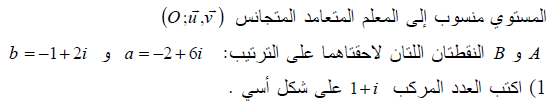 المستوي منسوب إلى المعلم المتعامد المتجانس (O;u⃗,v⃗)
A و B النقطتان اللتان لاحقتاهما على الترتيب: a=-2+6i و b=-1+2i
1) اكتب العدد المركب 1+i على شكل أسي .